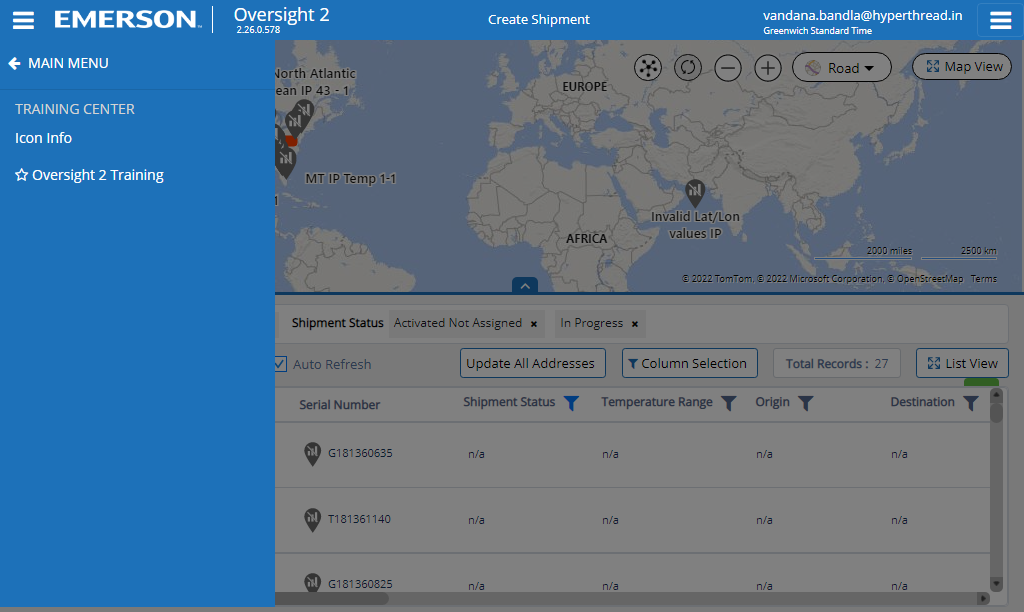 EMERSON
Oversight 2
2.26.0.578
Create Shipment
vandana.bandla@hyperthread.in
Greenwich Standard Time
MAIN MENU
TRAINING CENTER
Icon Info
Oversight 2 Training
North Atlantic
ean IP 43 - 1
MT IP Temp 1-1
EUROPE
AFRICA
Invalid Lat/Lon
values IP
Road
Map View
2000 miles
2500 km
© 2022 TomTom, © 2022 Microsoft Corporation, © OpenStreetMap Terms
Shipment Status
Activated Not Assigned ×
In Progress ×
Auto Refresh
Update All Addresses
Column Selection
Total Records : 27
List View
Serial Number
Shipment Status
Temperature Range
Origin
Destination
G181360635 n/a n/a n/a n/a
T181361140 n/a n/a n/a n/a
G181360825 n/a n/a n/a n/a